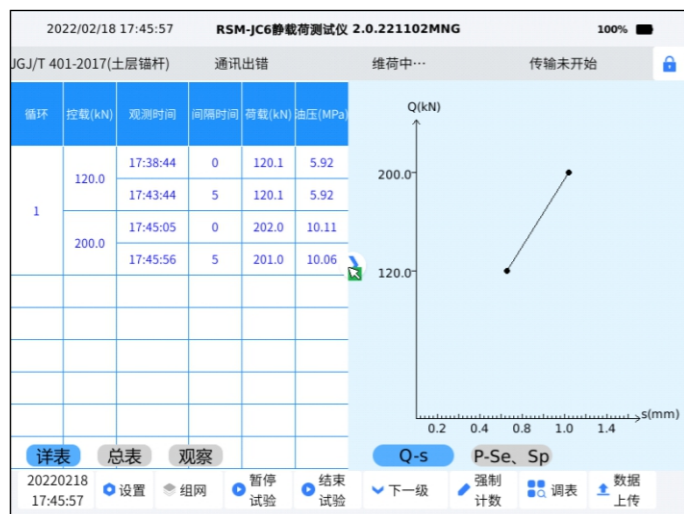 2022/02/18 17:45:57 RSM-JC6静载荷测试仪 2.0.221102MNG 100%
JGJ/T 401-2017(土层锚杆) 通讯出错 维荷中… 传输未开始
循环 控载(kN) 观测时间 间隔时间 荷载(kN) 油压(MPa)
1
120.0
17:38:44 0 120.1 5.92
17:43:44 5 120.1 5.92
200.0
17:45:05 0 202.0 10.11
17:45:56 5 201.0 10.06
Q(kN)
200.0
120.0
0.2 0.4 0.8 1.0 1.4
s(mm)
详表 总表 观察 Q-s P-Se、Sp
20220218
17:45:57
设置
组网
暂停
试验
结束
试验
下一级
强制
计数
调表
数据
上传